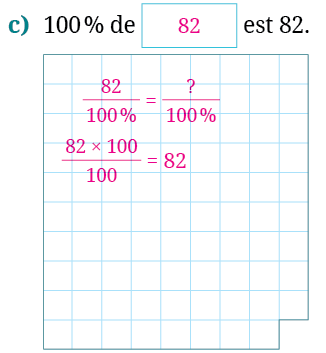 c) 100 % de 82 est 82.
82 / 100 % = ? / 100 %
82 × 100 / 100 = 82